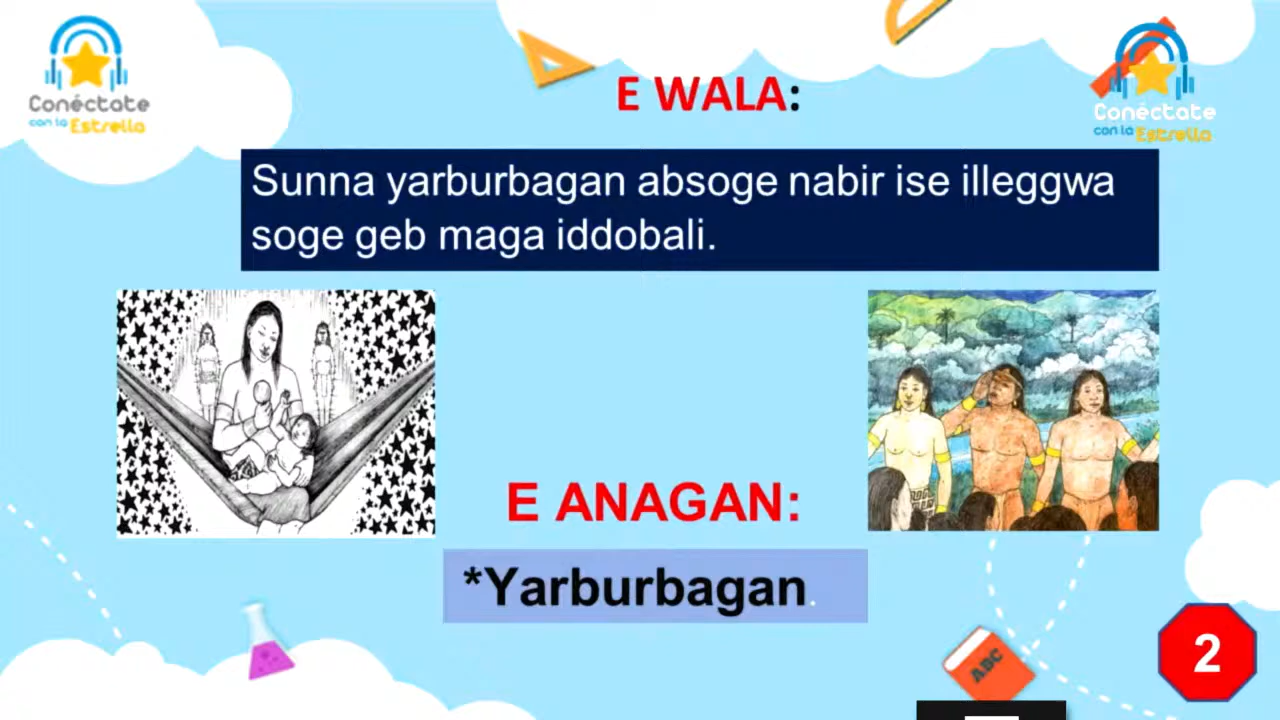 Conéctate
con la Estrella
E WALA:
Conéctate
con la Estrella
Sunna yarburbagan absoge nabir ise illeggwa
soge geb maga iddobali.
E ANAGAN:
*Yarburbagan.
ABC
2